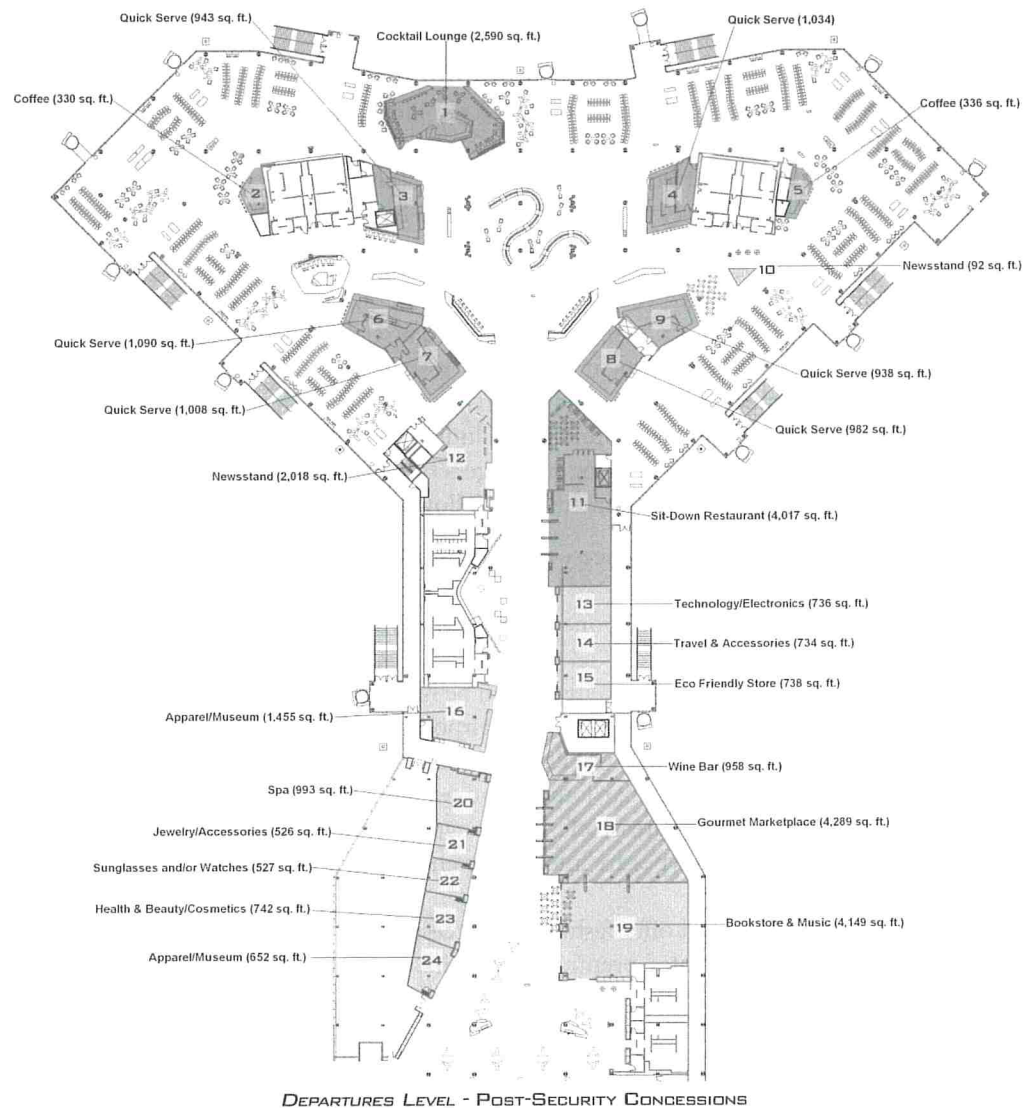 Quick Serve (943 sq. ft.)
Cocktail Lounge (2,590 sq. ft.)
Quick Serve (1,034)
Coffee (330 sq. ft.)
Coffee (336 sq. ft.)
1
2
3
4
5
10
Newsstand (92 sq. ft.)
6
9
Quick Serve (1,090 sq. ft.)
7
8
Quick Serve (938 sq. ft.)
Quick Serve (1,008 sq. ft.)
Quick Serve (982 sq. ft.)
12
Newsstand (2,018 sq. ft.)
11
Sit-Down Restaurant (4,017 sq. ft.)
13
Technology/Electronics (736 sq. ft.)
14
Travel & Accessories (734 sq. ft.)
15
Eco Friendly Store (738 sq. ft.)
Apparel/Museum (1,455 sq. ft.)
16
17
Wine Bar (958 sq. ft.)
Spa (993 sq. ft.)
20
18
Gourmet Marketplace (4,289 sq. ft.)
Jewelry/Accessories (526 sq. ft.)
21
Sunglasses and/or Watches (527 sq. ft.)
22
Health & Beauty/Cosmetics (742 sq. ft.)
23
19
Bookstore & Music (4,149 sq. ft.)
Apparel/Museum (652 sq. ft.)
24
DEPARTURES LEVEL - POST-SECURITY CONCESSIONS